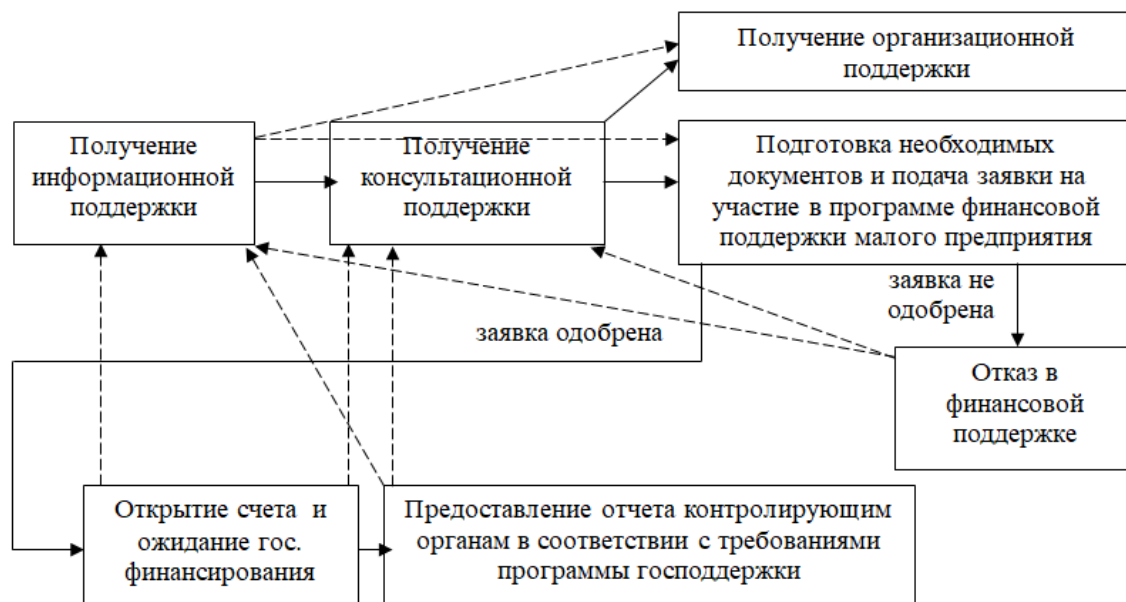 Получение организационной
поддержки
Получение
информационной
поддержки
Получение
консультационной
поддержки
Подготовка необходимых
документов и подача заявки на
участие в программе финансовой
поддержки малого предприятия
заявка не
одобрена
заявка одобрена
Отказ в
финансовой
поддержке
Открытие счета и
ожидание гос.
финансирования
Предоставление отчета контролирующим
органам в соответствии с требованиями
программы господдержки